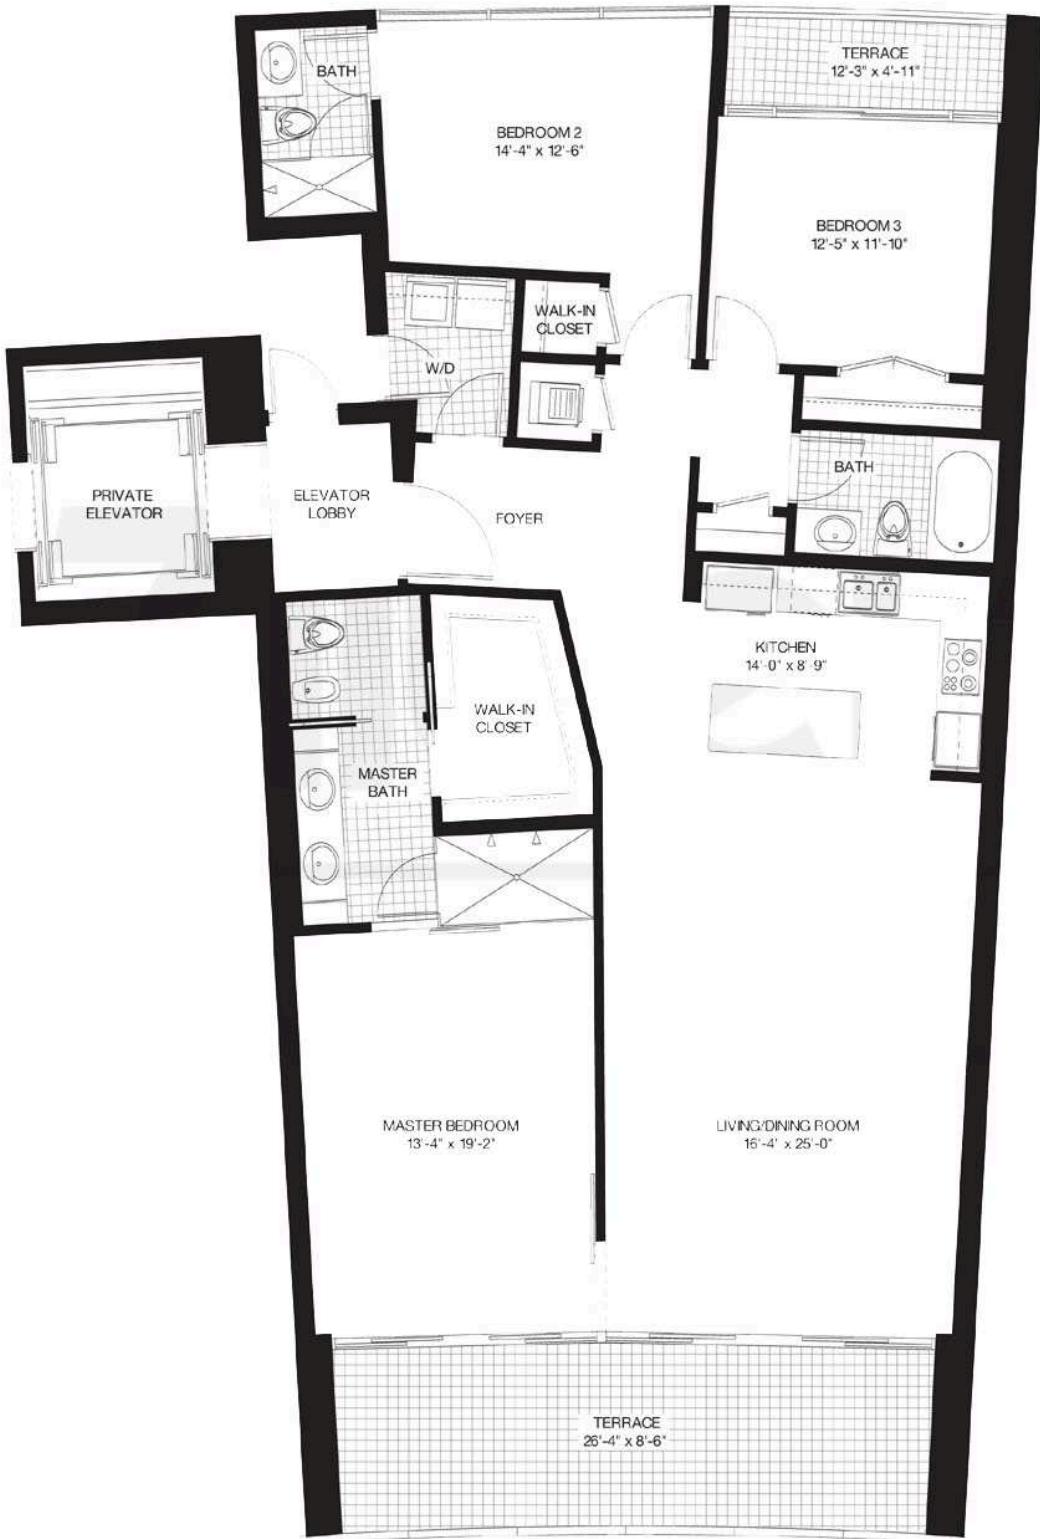 TERRACE
12'-3" x 4'-11"
BATH
BEDROOM 2
14'-4" x 12'-6"
BEDROOM 3
12'-5" x 11'-10"
WALK-IN
CLOSET
W/D
BATH
PRIVATE
ELEVATOR
ELEVATOR
LOBBY
FOYER
KITCHEN
14'-0" x 8'-9"
WALK-IN
CLOSET
MASTER
BATH
MASTER BEDROOM
13'-4" x 19'-2"
LIVING/DINING ROOM
16'-4' x 25'-0"
TERRACE
26'-4" x 8'-6"